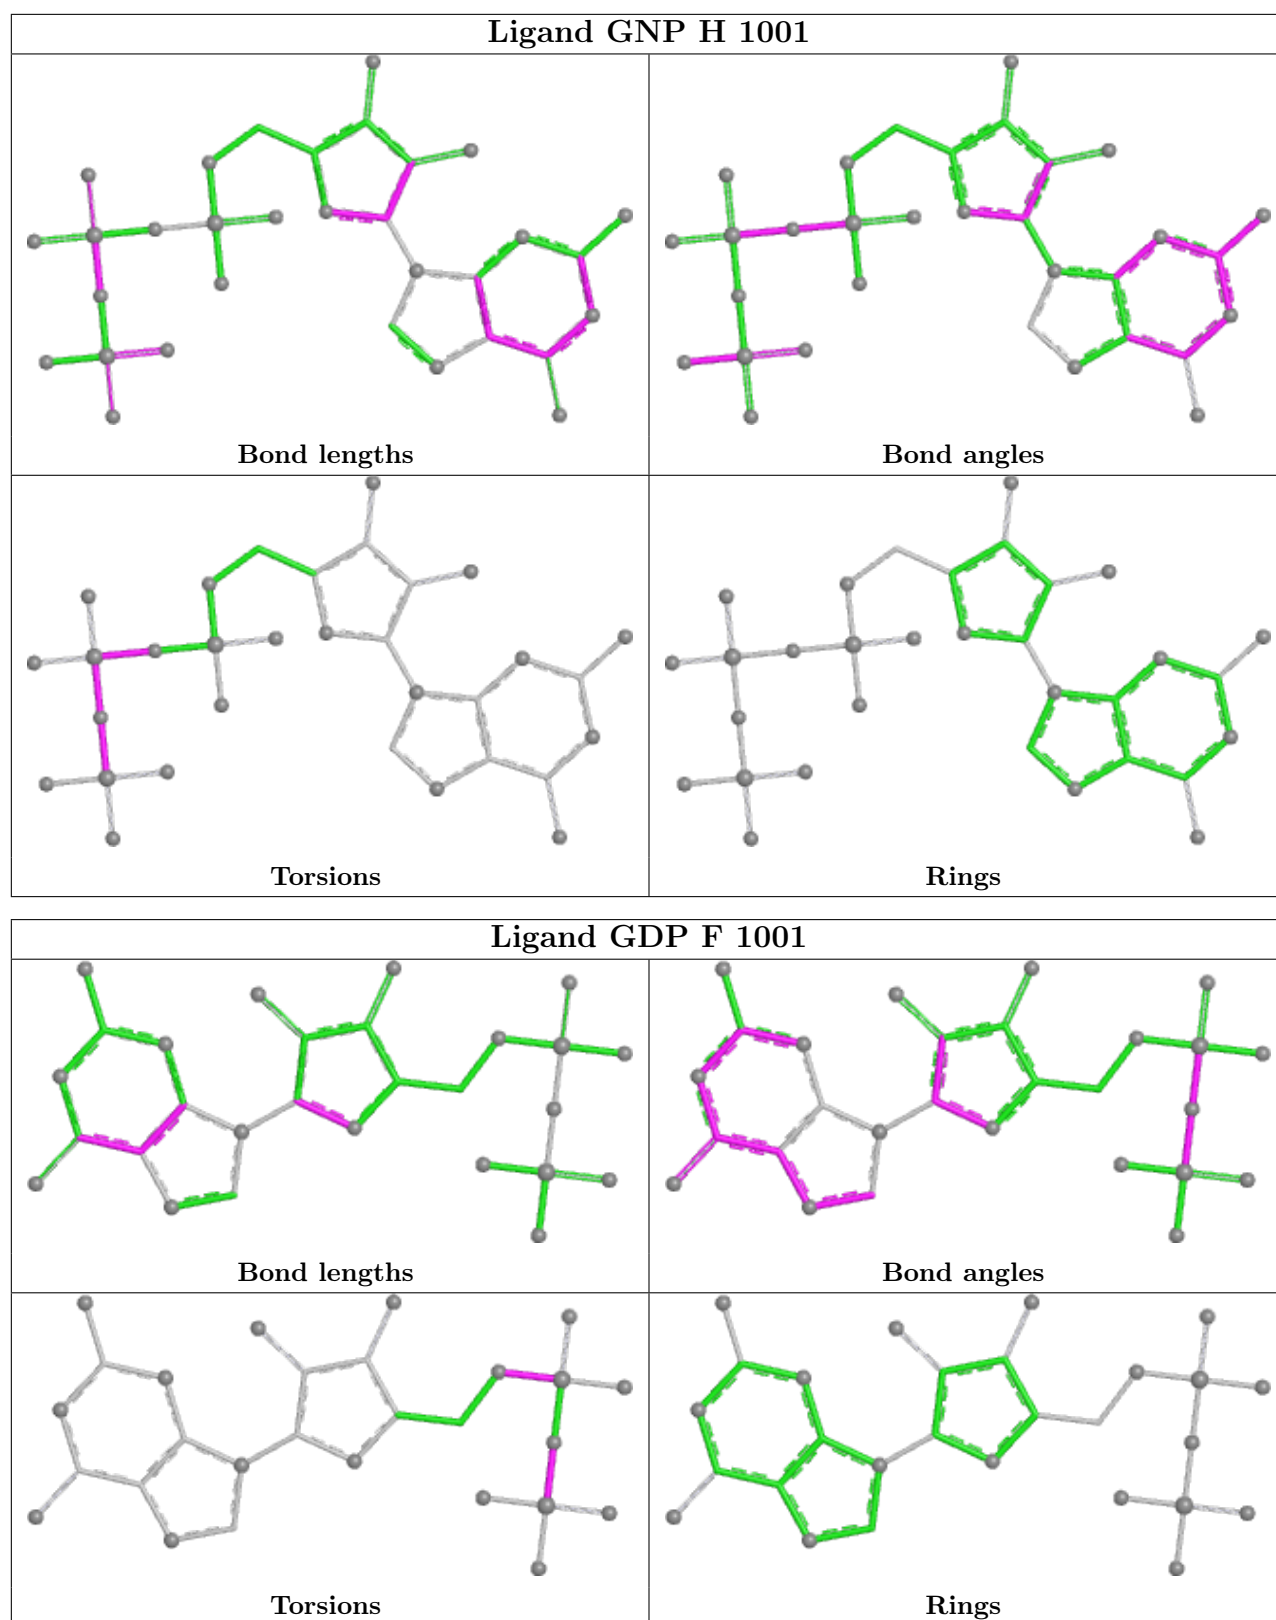 Ligand GNP H 1001
Bond lengths
Bond angles
Torsions
Rings
Ligand GDP F 1001
Bond lengths
Bond angles
Torsions
Rings